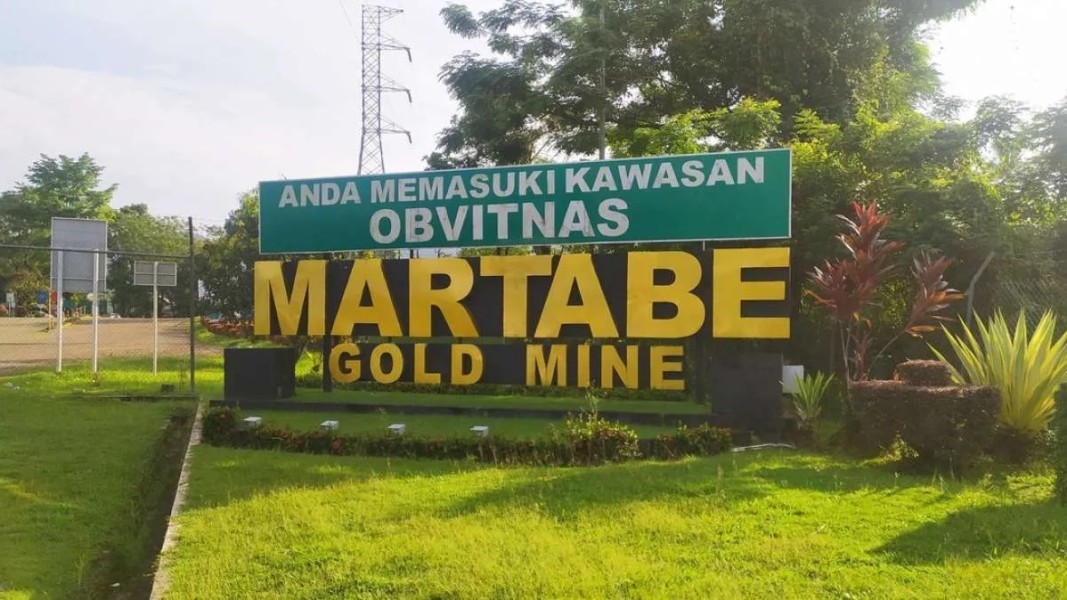 ANDA MEMASUKI KAWASAN
OBVITNAS
MARTABE
GOLD MINE